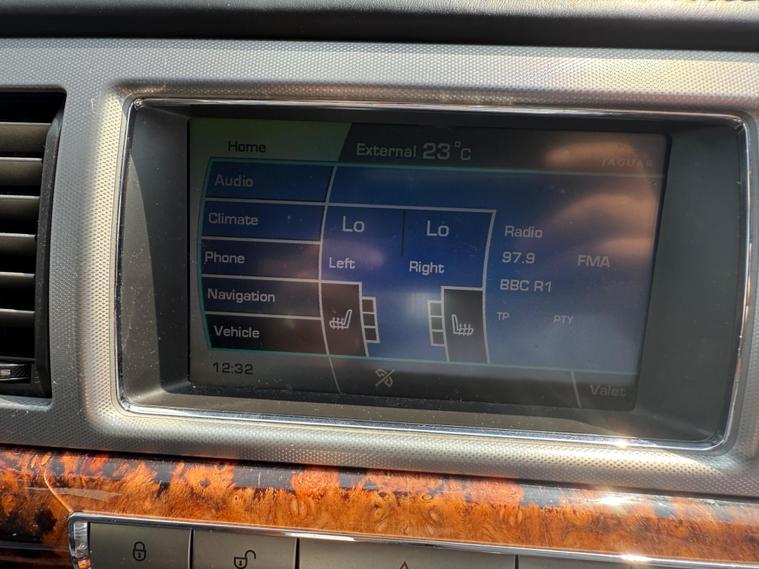 Home
External 23°C
JAGUAR
Audio
Climate
Phone
Navigation
Vehicle
Lo
Lo
Left
Right
Radio
97.9
FMA
BBC R1
TP
PTY
12:32
Valet